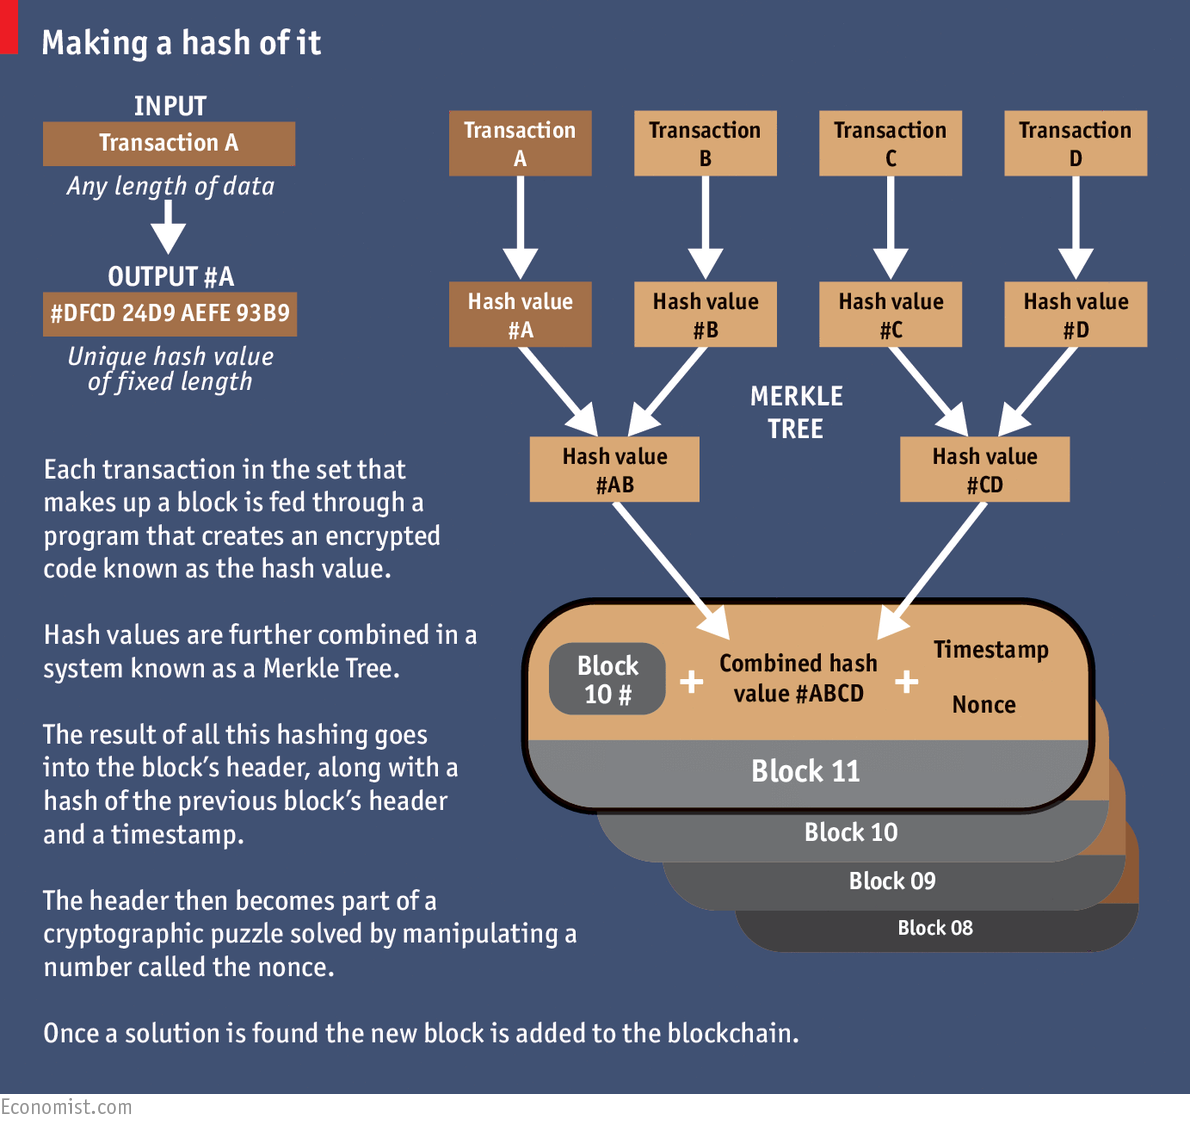 Making a hash of it
INPUT
Transaction A
Any length of data
OUTPUT #A
#DFCD 24D9 AEFE 93B9
Unique hash value
of fixed length
Each transaction in the set that
makes up a block is fed through a
program that creates an encrypted
code known as the hash value.
Hash values are further combined in a
system known as a Merkle Tree.
The result of all this hashing goes
into the block's header, along with a
hash of the previous block's header
and a timestamp.
The header then becomes part of a
cryptographic puzzle solved by manipulating a
number called the nonce.
Once a solution is found the new block is added to the blockchain.
Transaction
A
Transaction
B
Transaction
C
Transaction
D
Hash value
#A
Hash value
#B
Hash value
#C
Hash value
#D
MERKLE
TREE
Hash value
#AB
Hash value
#CD
Block
10 #
+
Combined hash
value #ABCD
+
Timestamp
Nonce
Block 11
Block 10
Block 09
Block 08
Economist.com